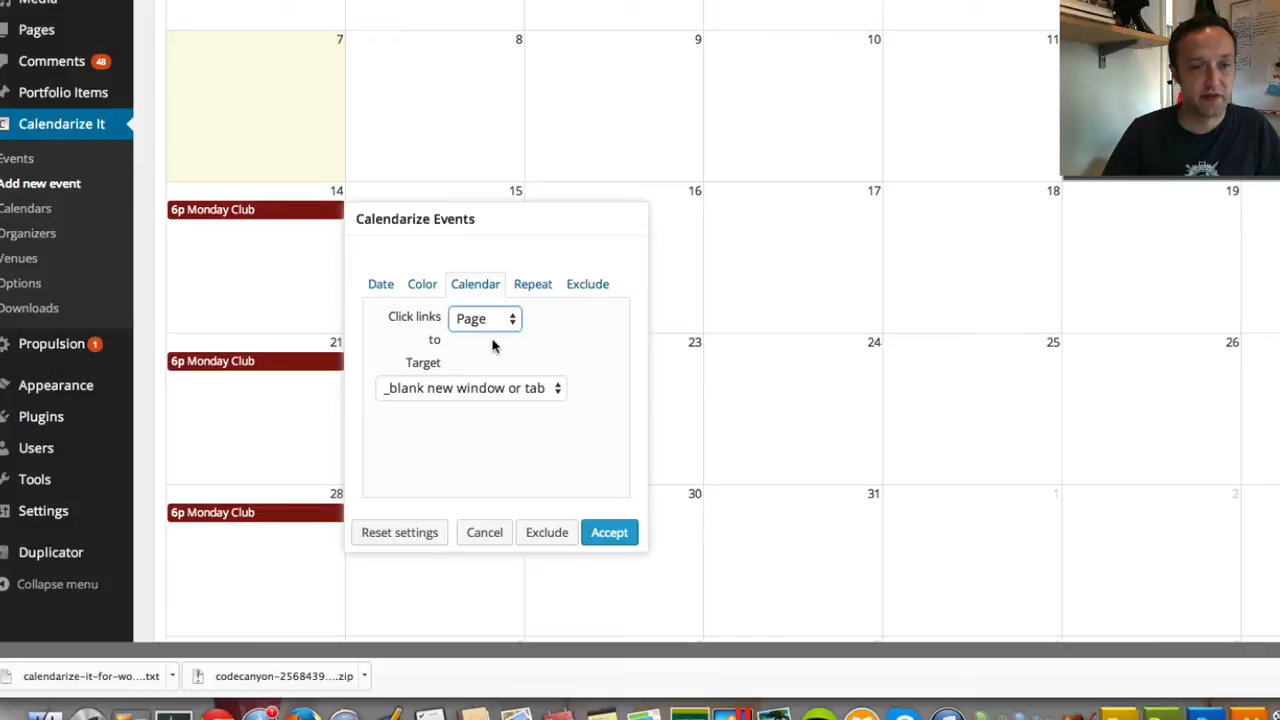 Media
Pages
Comments 48
Portfolio Items
Calendarize It
Events
Add new event
Calendars
Organizers
Venues
Options
Downloads
Propulsion 1
Appearance
Plugins
Users
Tools
Settings
Duplicator
Collapse menu
7 8 9 10 11
14 15 16 17 18 19
6p Monday Club
21 23 24 25 26
6p Monday Club
28 30 31 1 2
6p Monday Club
Calendarize Events
Date Color Calendar Repeat Exclude
Click links
to
Page
Target
_blank new window or tab
Reset settings Cancel Exclude Accept
calendarize-it-for-wo....txt codecanyon-2568439....zip